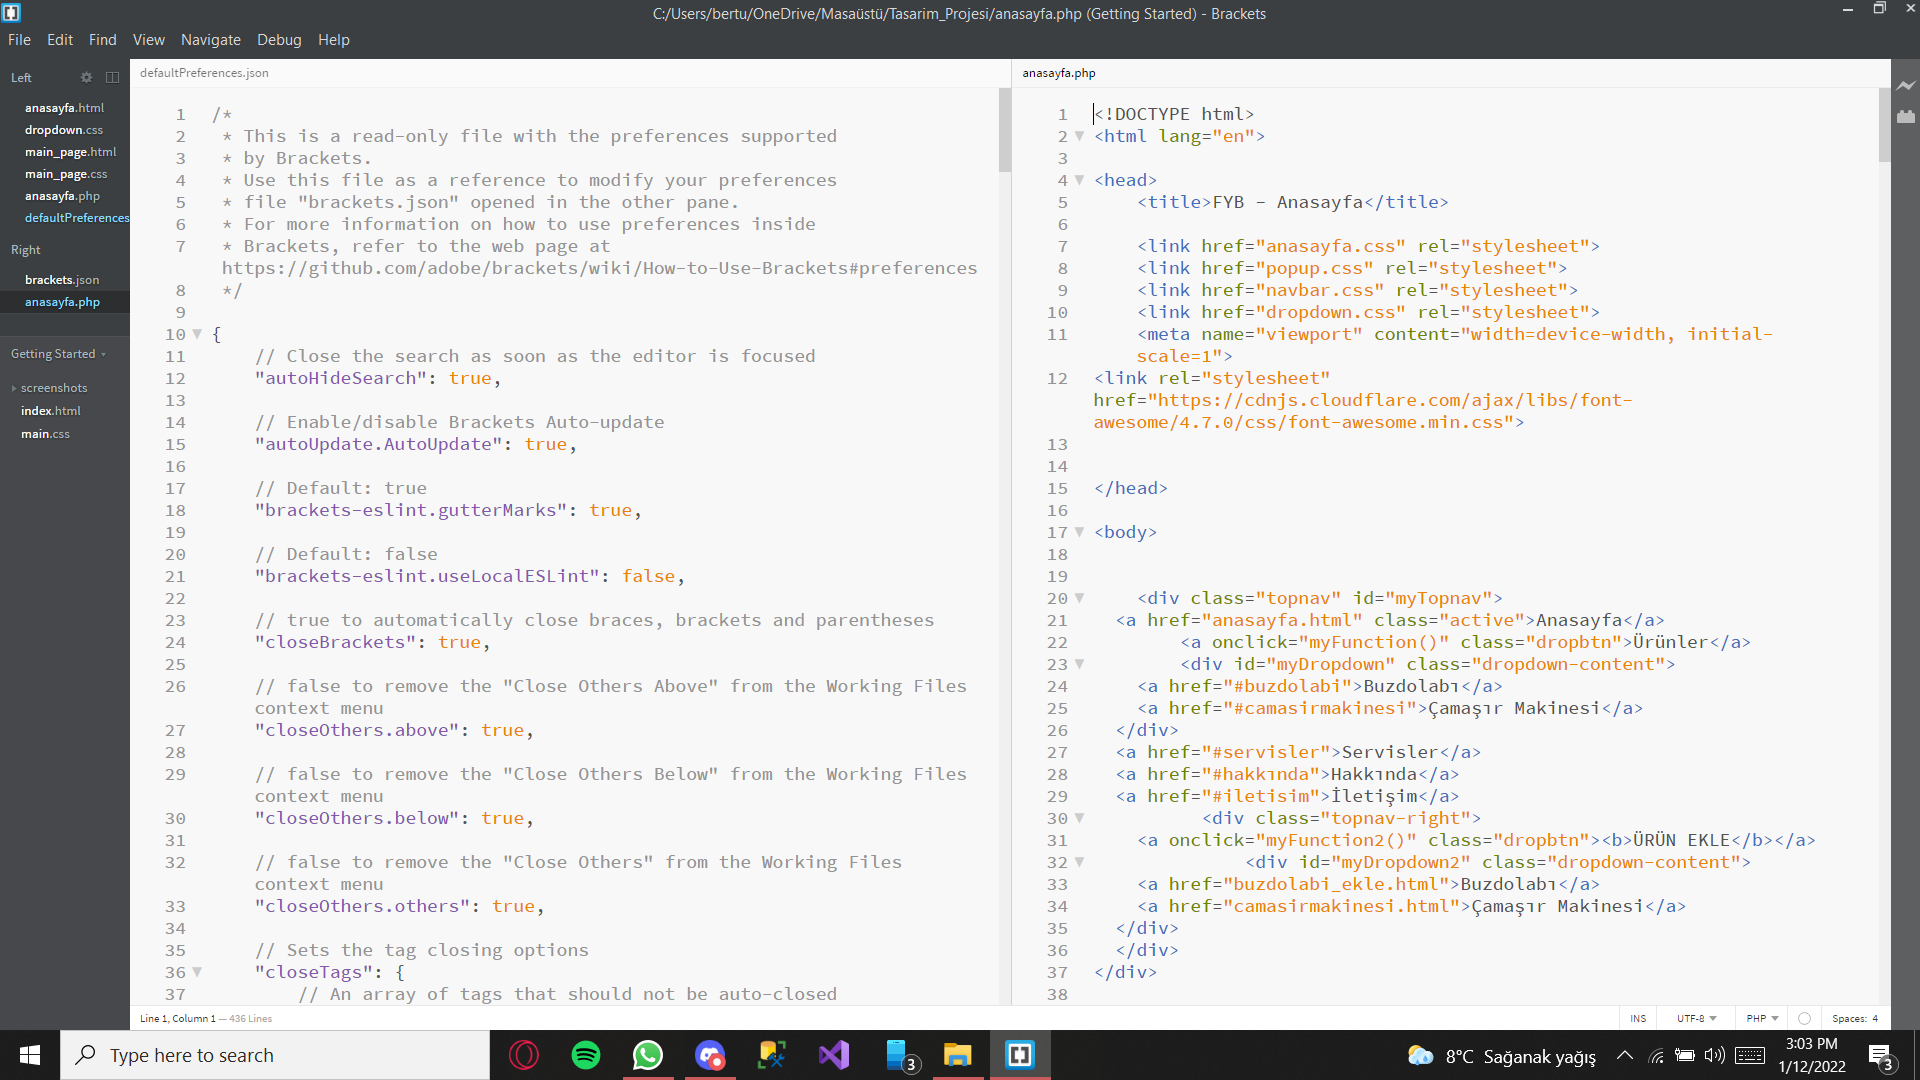 C:/Users/bertu/OneDrive/Masaüstü/Tasarim_Projesi/anasayfa.php (Getting Started) - Brackets
File Edit Find View Navigate Debug Help
Left
anasayfa.html
dropdown.css
main_page.html
main_page.css
anasayfa.php
defaultPreferences
Right
brackets.json
anasayfa.php
Getting Started
screenshots
index.html
main.css
defaultPreferences.json
1 /*
2 * This is a read-only file with the preferences supported
3 * by Brackets.
4 * Use this file as a reference to modify your preferences
5 * file "brackets.json" opened in the other pane.
6 * For more information on how to use preferences inside
7 * Brackets, refer to the web page at
https://github.com/adobe/brackets/wiki/How-to-Use-Brackets#preferences
8 */
9
10 {
11 // Close the search as soon as the editor is focused
12 "autoHideSearch": true,
13
14 // Enable/disable Brackets Auto-update
15 "autoUpdate.AutoUpdate": true,
16
17 // Default: true
18 "brackets-eslint.gutterMarks": true,
19
20 // Default: false
21 "brackets-eslint.useLocalESLint": false,
22
23 // true to automatically close braces, brackets and parentheses
24 "closeBrackets": true,
25
26 // false to remove the "Close Others Above" from the Working Files
context menu
27 "closeOthers.above": true,
28
29 // false to remove the "Close Others Below" from the Working Files
context menu
30 "closeOthers.below": true,
31
32 // false to remove the "Close Others" from the Working Files
context menu
33 "closeOthers.others": true,
34
35 // Sets the tag closing options
36 "closeTags": {
37 // An array of tags that should not be auto-closed
anasayfa.php
1 <!DOCTYPE html>
2 <html lang="en">
3
4 <head>
5 <title>FYB - Anasayfa</title>
6
7 <link href="anasayfa.css" rel="stylesheet">
8 <link href="popup.css" rel="stylesheet">
9 <link href="navbar.css" rel="stylesheet">
10 <link href="dropdown.css" rel="stylesheet">
11 <meta name="viewport" content="width=device-width, initial-
scale=1">
12 <link rel="stylesheet"
href="https://cdnjs.cloudflare.com/ajax/libs/font-
awesome/4.7.0/css/font-awesome.min.css">
13
14
15 </head>
16
17 <body>
18
19
20 <div class="topnav" id="myTopnav">
21 <a href="anasayfa.html" class="active">Anasayfa</a>
22 <a onclick="myFunction()" class="dropbtn">Ürünler</a>
23 <div id="myDropdown" class="dropdown-content">
24 <a href="#buzdolabi">Buzdolabı</a>
25 <a href="#camasirmakinesi">Çamaşır Makinesi</a>
26 </div>
27 <a href="#servisler">Servisler</a>
28 <a href="#hakkında">Hakkında</a>
29 <a href="#iletisim">İletişim</a>
30 <div class="topnav-right">
31 <a onclick="myFunction2()" class="dropbtn"><b>ÜRÜN EKLE</b></a>
32 <div id="myDropdown2" class="dropdown-content">
33 <a href="buzdolabi_ekle.html">Buzdolabı</a>
34 <a href="camasirmakinesi.html">Çamaşır Makinesi</a>
35 </div>
36 </div>
37 </div>
38
Line 1, Column 1 — 436 Lines
INS UTF-8 PHP Spaces: 4
Type here to search
3
8°C Sağanak yağış
3:03 PM
1/12/2022
3